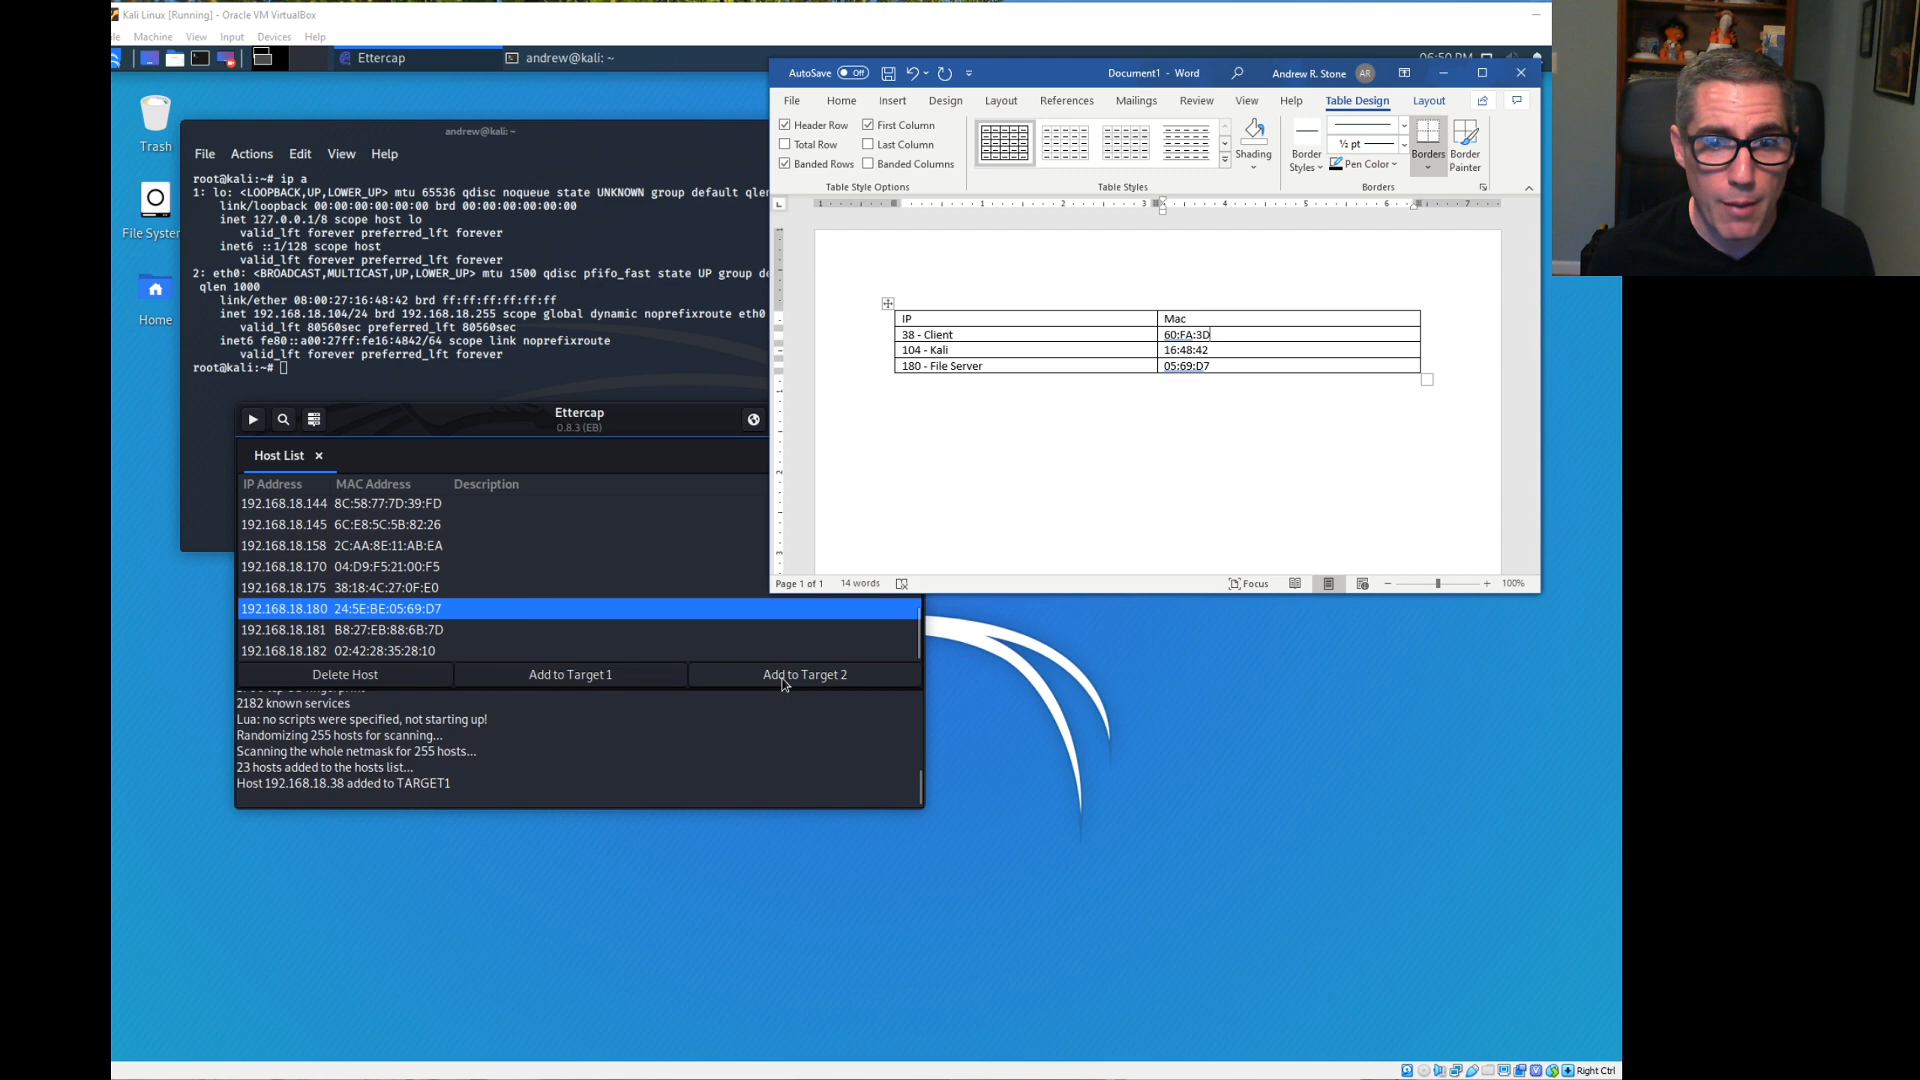 Kali Linux [Running] - Oracle VM VirtualBox
Machine View Input Devices Help
Ettercap
andrew@kali: ~
06:50 PM
Trash
File System
Home
andrew@kali: ~
File Actions Edit View Help
root@kali:~# ip a
1: lo: <LOOPBACK,UP,LOWER_UP> mtu 65536 qdisc noqueue state UNKNOWN group default qlen
link/loopback 00:00:00:00:00:00 brd 00:00:00:00:00:00
inet 127.0.0.1/8 scope host lo
valid_lft forever preferred_lft forever
inet6 ::1/128 scope host
valid_lft forever preferred_lft forever
2: eth0: <BROADCAST,MULTICAST,UP,LOWER_UP> mtu 1500 qdisc pfifo_fast state UP group de
qlen 1000
link/ether 08:00:27:16:48:42 brd ff:ff:ff:ff:ff:ff
inet 192.168.18.104/24 brd 192.168.18.255 scope global dynamic noprefixroute eth0
valid_lft 80560sec preferred_lft 80560sec
inet6 fe80::a00:27ff:fe16:4842/64 scope link noprefixroute
valid_lft forever preferred_lft forever
root@kali:~#
Ettercap
0.8.3 (EB)
Host List ×
IP Address MAC Address Description
192.168.18.144 8C:58:77:7D:39:FD
192.168.18.145 6C:E8:5C:5B:82:26
192.168.18.158 2C:AA:8E:11:AB:EA
192.168.18.170 04:D9:F5:21:00:F5
192.168.18.175 38:18:4C:27:0F:E0
192.168.18.180 24:5E:BE:05:69:D7
192.168.18.181 B8:27:EB:88:6B:7D
192.168.18.182 02:42:28:35:28:10
Delete Host Add to Target 1 Add to Target 2
2182 known services
Lua: no scripts were specified, not starting up!
Randomizing 255 hosts for scanning...
Scanning the whole netmask for 255 hosts...
23 hosts added to the hosts list...
Host 192.168.18.38 added to TARGET1
AutoSave Off
Document1 - Word
Andrew R. Stone AR
File Home Insert Design Layout References Mailings Review View Help Table Design Layout
Header Row First Column
Total Row Last Column
Banded Rows Banded Columns
Table Style Options
Table Styles
Shading
Border Styles
½ pt
Pen Color
Borders
Border Painter
Borders
1 1 2 3 4 5 6 7
IP Mac
38 - Client 60:FA:3D
104 - Kali 16:48:42
180 - File Server 05:69:D7
Page 1 of 1 14 words
Focus
100%
Right Ctrl